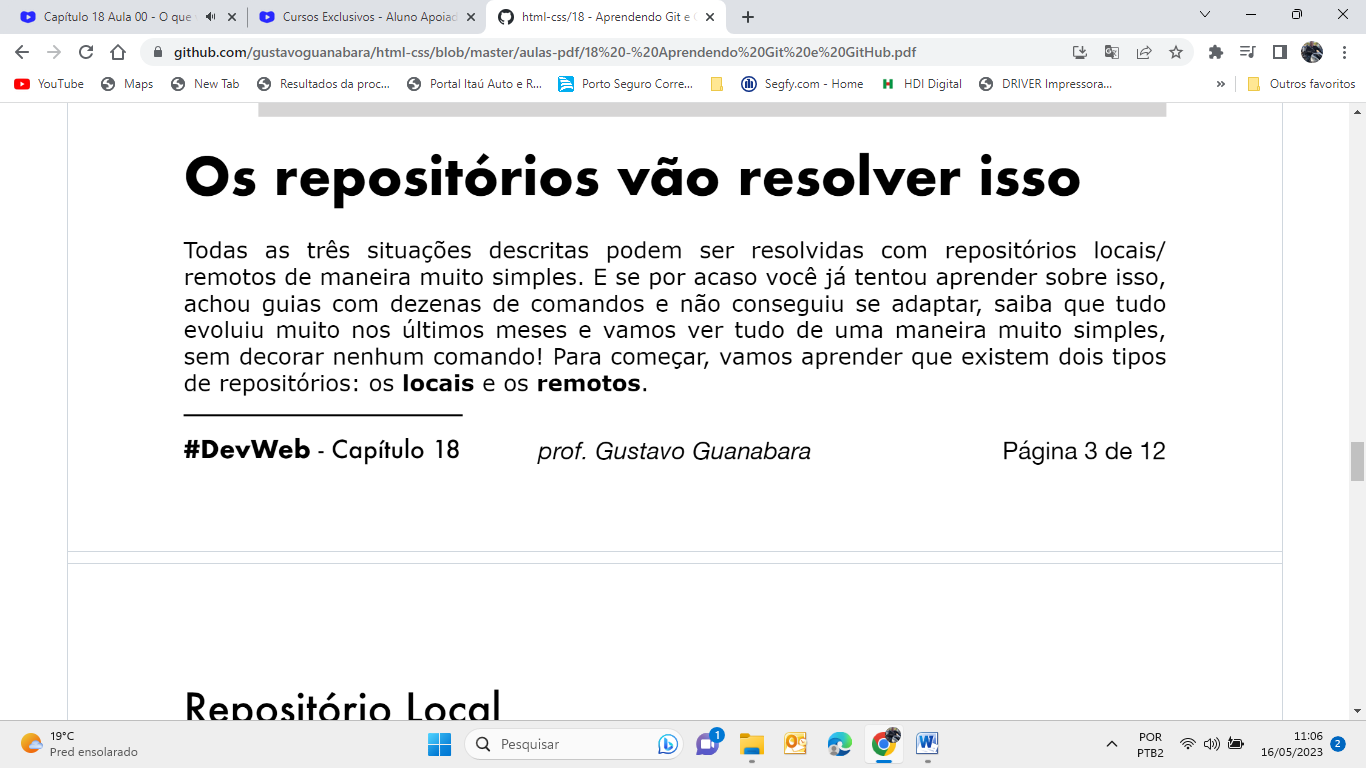 Capítulo 18 Aula 00 - O que
Cursos Exclusivos - Aluno Apoiad
html-css/18 - Aprendendo Git e G
github.com/gustavoguanabara/html-css/blob/master/aulas-pdf/18%20-%20Aprendendo%20Git%20e%20GitHub.pdf
YouTube Maps New Tab Resultados da proc... Portal Itaú Auto e R... Porto Seguro Corre... Segfy.com - Home HDI Digital DRIVER Impressora... » Outros favoritos
Os repositórios vão resolver isso
Todas as três situações descritas podem ser resolvidas com repositórios locais/
remotos de maneira muito simples. E se por acaso você já tentou aprender sobre isso,
achou guias com dezenas de comandos e não conseguiu se adaptar, saiba que tudo
evoluiu muito nos últimos meses e vamos ver tudo de uma maneira muito simples,
sem decorar nenhum comando! Para começar, vamos aprender que existem dois tipos
de repositórios: os locais e os remotos.
#DevWeb - Capítulo 18 prof. Gustavo Guanabara Página 3 de 12
Repositório Local
19°C
Pred ensolarado
Pesquisar
1
POR
PTB2
11:06
16/05/2023
2